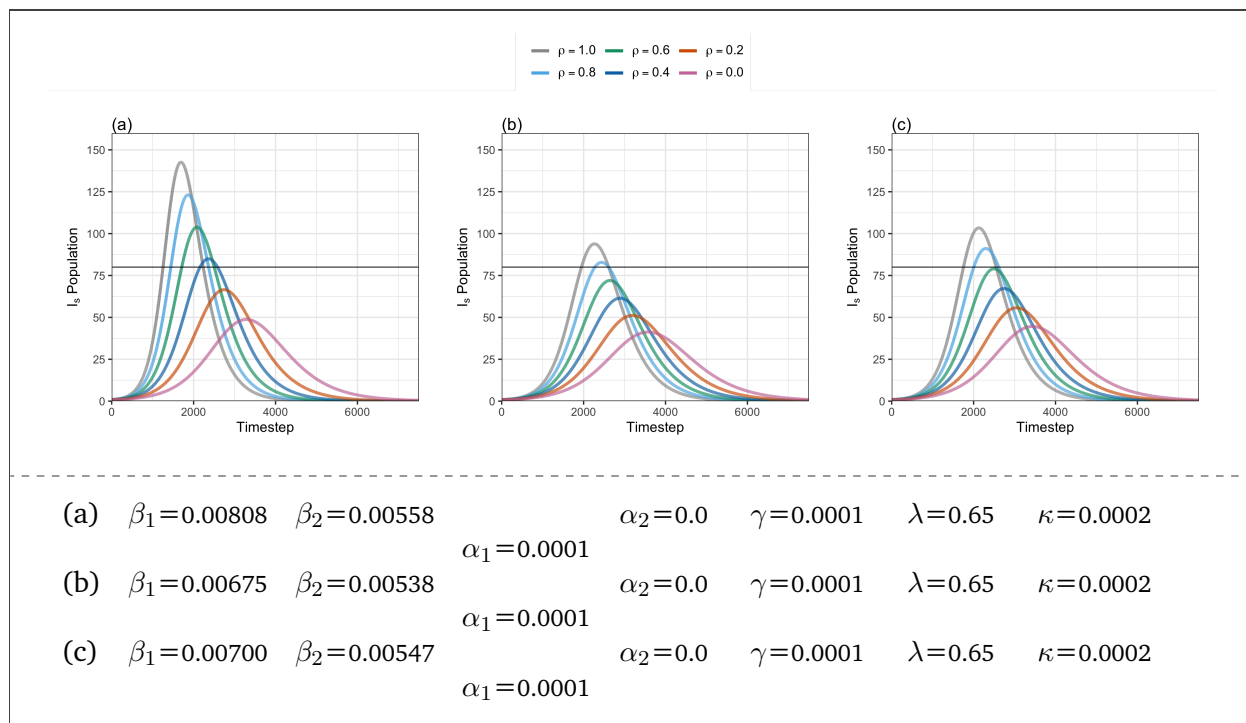 ρ = 1.0 ρ = 0.6 ρ = 0.2
ρ = 0.8 ρ = 0.4 ρ = 0.0
(a)
150
125
100
75
50
25
0
I_s Population
0 2000 4000 6000
Timestep
(b)
150
125
100
75
50
25
0
I_s Population
0 2000 4000 6000
Timestep
(c)
150
125
100
75
50
25
0
I_s Population
0 2000 4000 6000
Timestep
(a) β₁=0.00808 β₂=0.00558 α₂=0.0 γ=0.0001 λ=0.65 κ=0.0002
α₁=0.0001
(b) β₁=0.00675 β₂=0.00538 α₂=0.0 γ=0.0001 λ=0.65 κ=0.0002
α₁=0.0001
(c) β₁=0.00700 β₂=0.00547 α₂=0.0 γ=0.0001 λ=0.65 κ=0.0002
α₁=0.0001